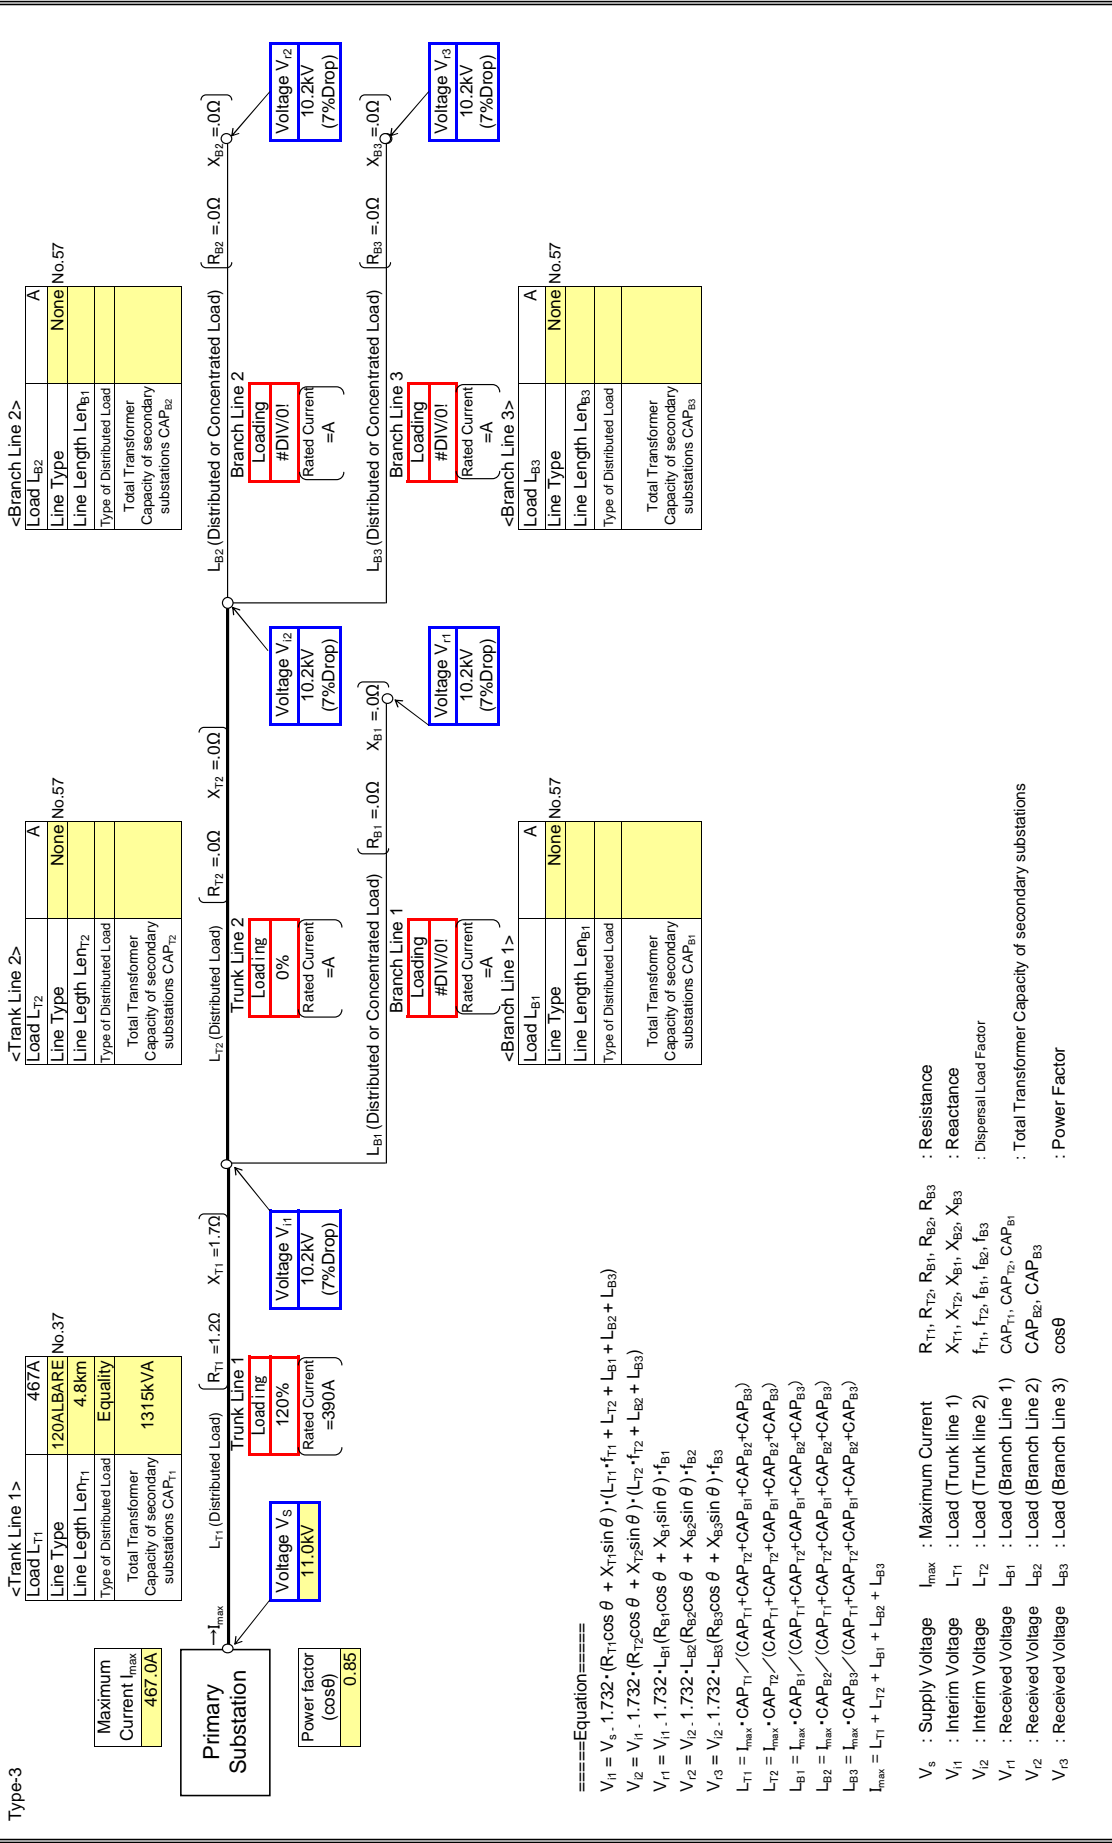 Type-3
Maximum
Current Imax
467.0A
Primary
Substation
Power factor
(cosθ)
0.85
<Trank Line 1>
Load LT1 467A
Line Type 120ALBARE No.37
Line Legth LenT1 4.8km
Type of Distributed Load Equality
Total Transformer
Capacity of secondary
substations CAPT1
1315kVA
→Imax
LT1 (Distributed Load)
RT1 =1.2Ω XT1 =1.7Ω
Voltage VS
11.0kV
Trunk Line 1
Loading
120%
Rated Current
=390A
Voltage Vi1
10.2kV
(7%Drop)
<Trank Line 2>
Load LT2 A
Line Type None No.57
Line Length LenT2
Type of Distributed Load
Total Transformer
Capacity of secondary
substations CAPT2
LT2 (Distributed Load)
RT2 =.0Ω XT2 =.0Ω
Trunk Line 2
Loading
0%
Rated Current
=A
Voltage Vi2
10.2kV
(7%Drop)
LB1 (Distributed or Concentrated Load)
RB1 =.0Ω XB1 =.0Ω
Branch Line 1
Loading
#DIV/0!
Rated Current
=A
Voltage Vr1
10.2kV
(7%Drop)
<Branch Line 1>
Load LB1 A
Line Type None No.57
Line Length LenB1
Type of Distributed Load
Total Transformer
Capacity of secondary
substations CAPB1
<Branch Line 2>
Load LB2 A
Line Type None No.57
Line Length LenB1
Type of Distributed Load
Total Transformer
Capacity of secondary
substations CAPB2
LB2 (Distributed or Concentrated Load)
RB2 =.0Ω XB2 =.0Ω
Branch Line 2
Loading
#DIV/0!
Rated Current
=A
Voltage Vr2
10.2kV
(7%Drop)
LB3 (Distributed or Concentrated Load)
RB3 =.0Ω XB3 =.0Ω
Branch Line 3
Loading
#DIV/0!
Rated Current
=A
Voltage Vr3
10.2kV
(7%Drop)
<Branch Line 3>
Load LB3 A
Line Type None No.57
Line Length LenB3
Type of Distributed Load
Total Transformer
Capacity of secondary
substations CAPB3
=====Equation=====
Vi1 = Vs - 1.732・(RT1cos θ + XT1sin θ)・(LT1・fT1 + LT2 + LB1 + LB2 + LB3)
Vi2 = Vi1 - 1.732・(RT2cos θ + XT2sin θ)・(LT2・fT2 + LB2 + LB3)
Vr1 = Vi1 - 1.732・LB1(RB1cos θ + XB1sin θ)・fB1
Vr2 = Vi2 - 1.732・LB2(RB2cos θ + XB2sin θ)・fB2
Vr3 = Vi2 - 1.732・LB3(RB3cos θ + XB3sin θ)・fB3
LT1 = Imax・CAPT1／(CAPT1+CAPT2+CAPB1+CAPB2+CAPB3)
LT2 = Imax・CAPT2／(CAPT1+CAPT2+CAPB1+CAPB2+CAPB3)
LB1 = Imax・CAPB1／(CAPT1+CAPT2+CAPB1+CAPB2+CAPB3)
LB2 = Imax・CAPB2／(CAPT1+CAPT2+CAPB1+CAPB2+CAPB3)
LB3 = Imax・CAPB3／(CAPT1+CAPT2+CAPB1+CAPB2+CAPB3)
Imax = LT1 + LT2 + LB1 + LB2 + LB3
Vs : Supply Voltage Imax : Maximum Current RT1, RT2, RB1, RB2, RB3 : Resistance
Vi1 : Interim Voltage LT1 : Load (Trunk line 1) XT1, XT2, XB1, XB2, XB3 : Reactance
Vi2 : Interim Voltage LT2 : Load (Trunk line 2) fT1, fT2, fB1, fB2, fB3 : Dispersal Load Factor
Vr1 : Received Voltage LB1 : Load (Branch Line 1) CAPT1, CAPT2, CAPB1 : Total Transformer Capacity of secondary substations
Vr2 : Received Voltage LB2 : Load (Branch Line 2) CAPB2, CAPB3
Vr3 : Received Voltage LB3 : Load (Branch Line 3) cosθ : Power Factor